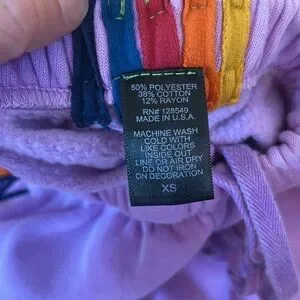 50% POLYESTER
38% COTTON
12% RAYON
RN# 128549
MADE IN U.S.A.
MACHINE WASH
COLD WITH
LIKE COLORS
INSIDE OUT
LINE OR AIR DRY
DO NOT IRON
ON DECORATION
XS